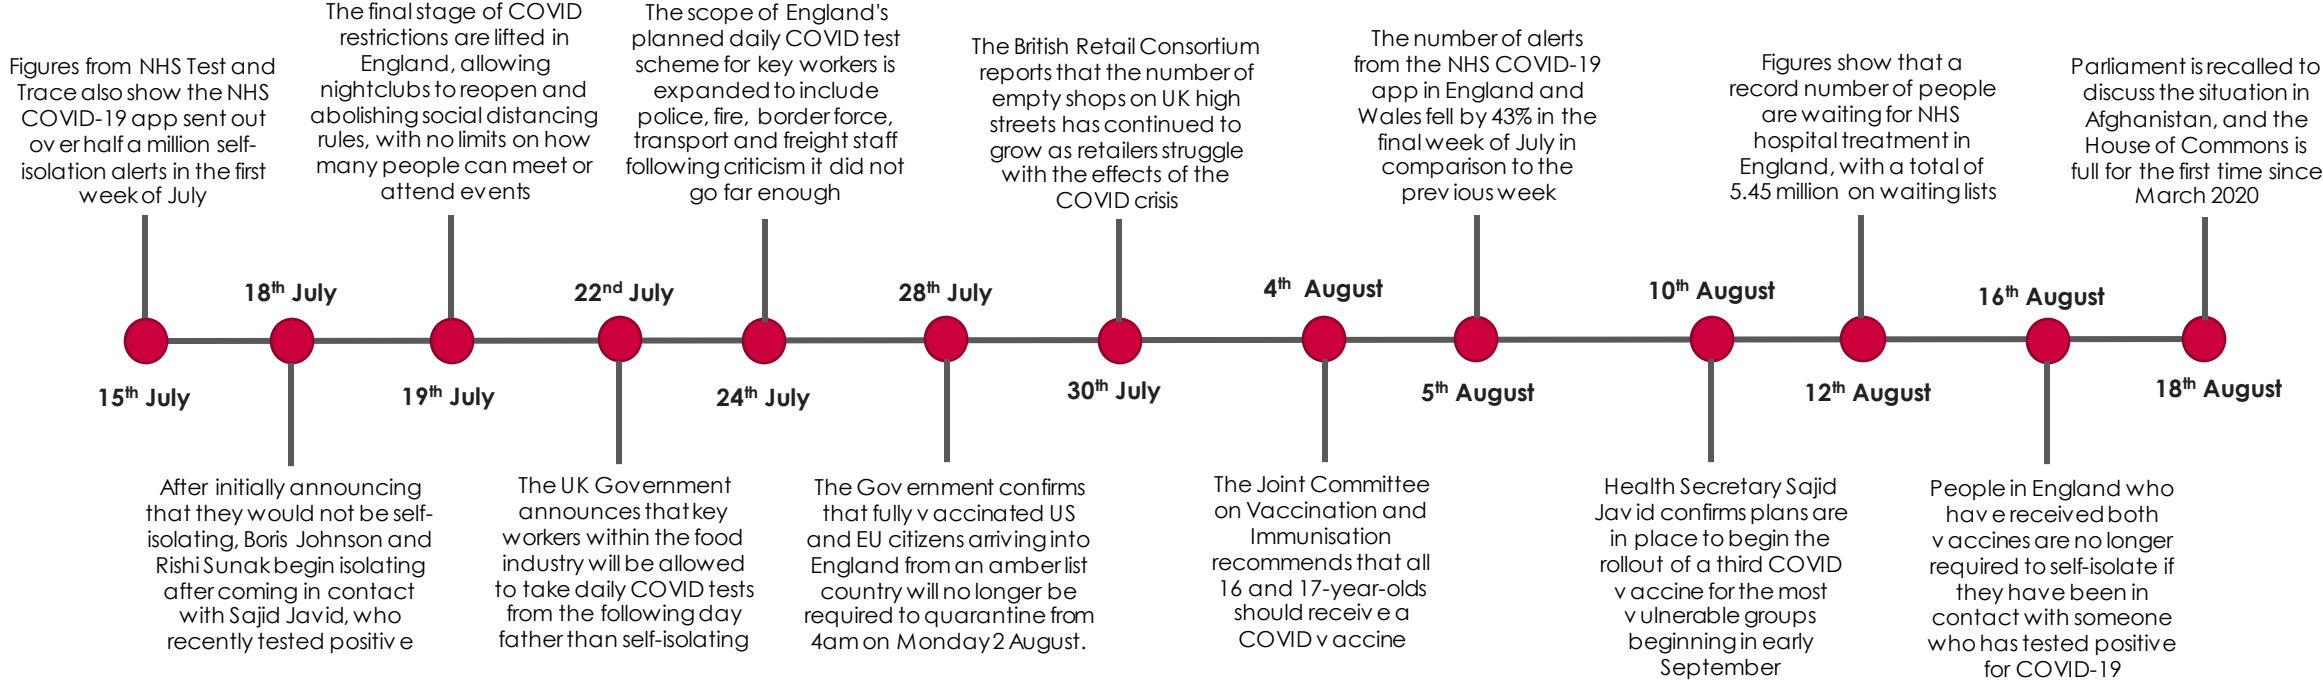 Figures from NHS Test and
Trace also show the NHS
COVID-19 app sent out
over half a million self-
isolation alerts in the first
week of July
The final stage of COVID
restrictions are lifted in
England, allowing
nightclubs to reopen and
abolishing social distancing
rules, with no limits on how
many people can meet or
attend events
The scope of England's
planned daily COVID test
scheme for key workers is
expanded to include
police, fire, border force,
transport and freight staff
following criticism it did not
go far enough
The British Retail Consortium
reports that the number of
empty shops on UK high
streets has continued to
grow as retailers struggle
with the effects of the
COVID crisis
The number of alerts
from the NHS COVID-19
app in England and
Wales fell by 43% in the
final week of July in
comparison to the
previous week
Figures show that a
record number of people
are waiting for NHS
hospital treatment in
England, with a total of
5.45 million on waiting lists
Parliament is recalled to
discuss the situation in
Afghanistan, and the
House of Commons is
full for the first time since
March 2020
18th July
22nd July
28th July
4th August
10th August
16th August
15th July
19th July
24th July
30th July
5th August
12th August
18th August
After initially announcing
that they would not be self-
isolating, Boris Johnson and
Rishi Sunak begin isolating
after coming in contact
with Sajid Javid, who
recently tested positive
The UK Government
announces that key
workers within the food
industry will be allowed
to take daily COVID tests
from the following day
father than self-isolating
The Government confirms
that fully vaccinated US
and EU citizens arriving into
England from an amber list
country will no longer be
required to quarantine from
4am on Monday 2 August.
The Joint Committee
on Vaccination and
Immunisation
recommends that all
16 and 17-year-olds
should receive a
COVID vaccine
Health Secretary Sajid
Javid confirms plans are
in place to begin the
rollout of a third COVID
vaccine for the most
vulnerable groups
beginning in early
September
People in England who
have received both
vaccines are no longer
required to self-isolate if
they have been in
contact with someone
who has tested positive
for COVID-19